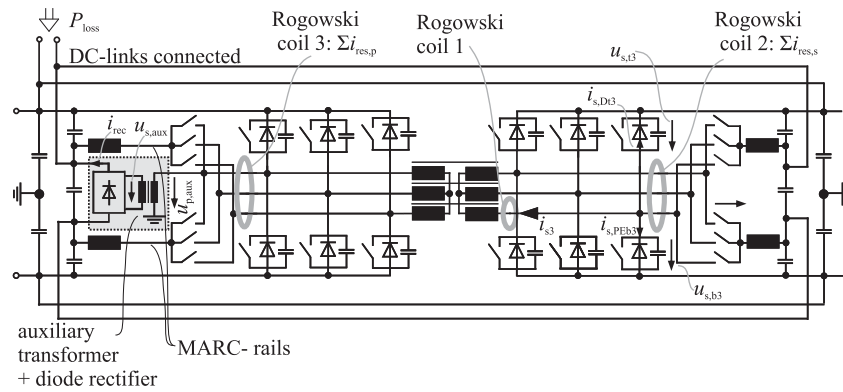 P_loss
DC-links connected
Rogowski
coil 3: Σi_res,p
Rogowski
coil 1
Rogowski
coil 2: Σi_res,s
u_s,t3
i_s,Dt3
i_rec
u_s,aux
u_p,aux
i_s3
i_s,PEb3
u_s,b3
auxiliary
transformer
+ diode rectifier
MARC- rails